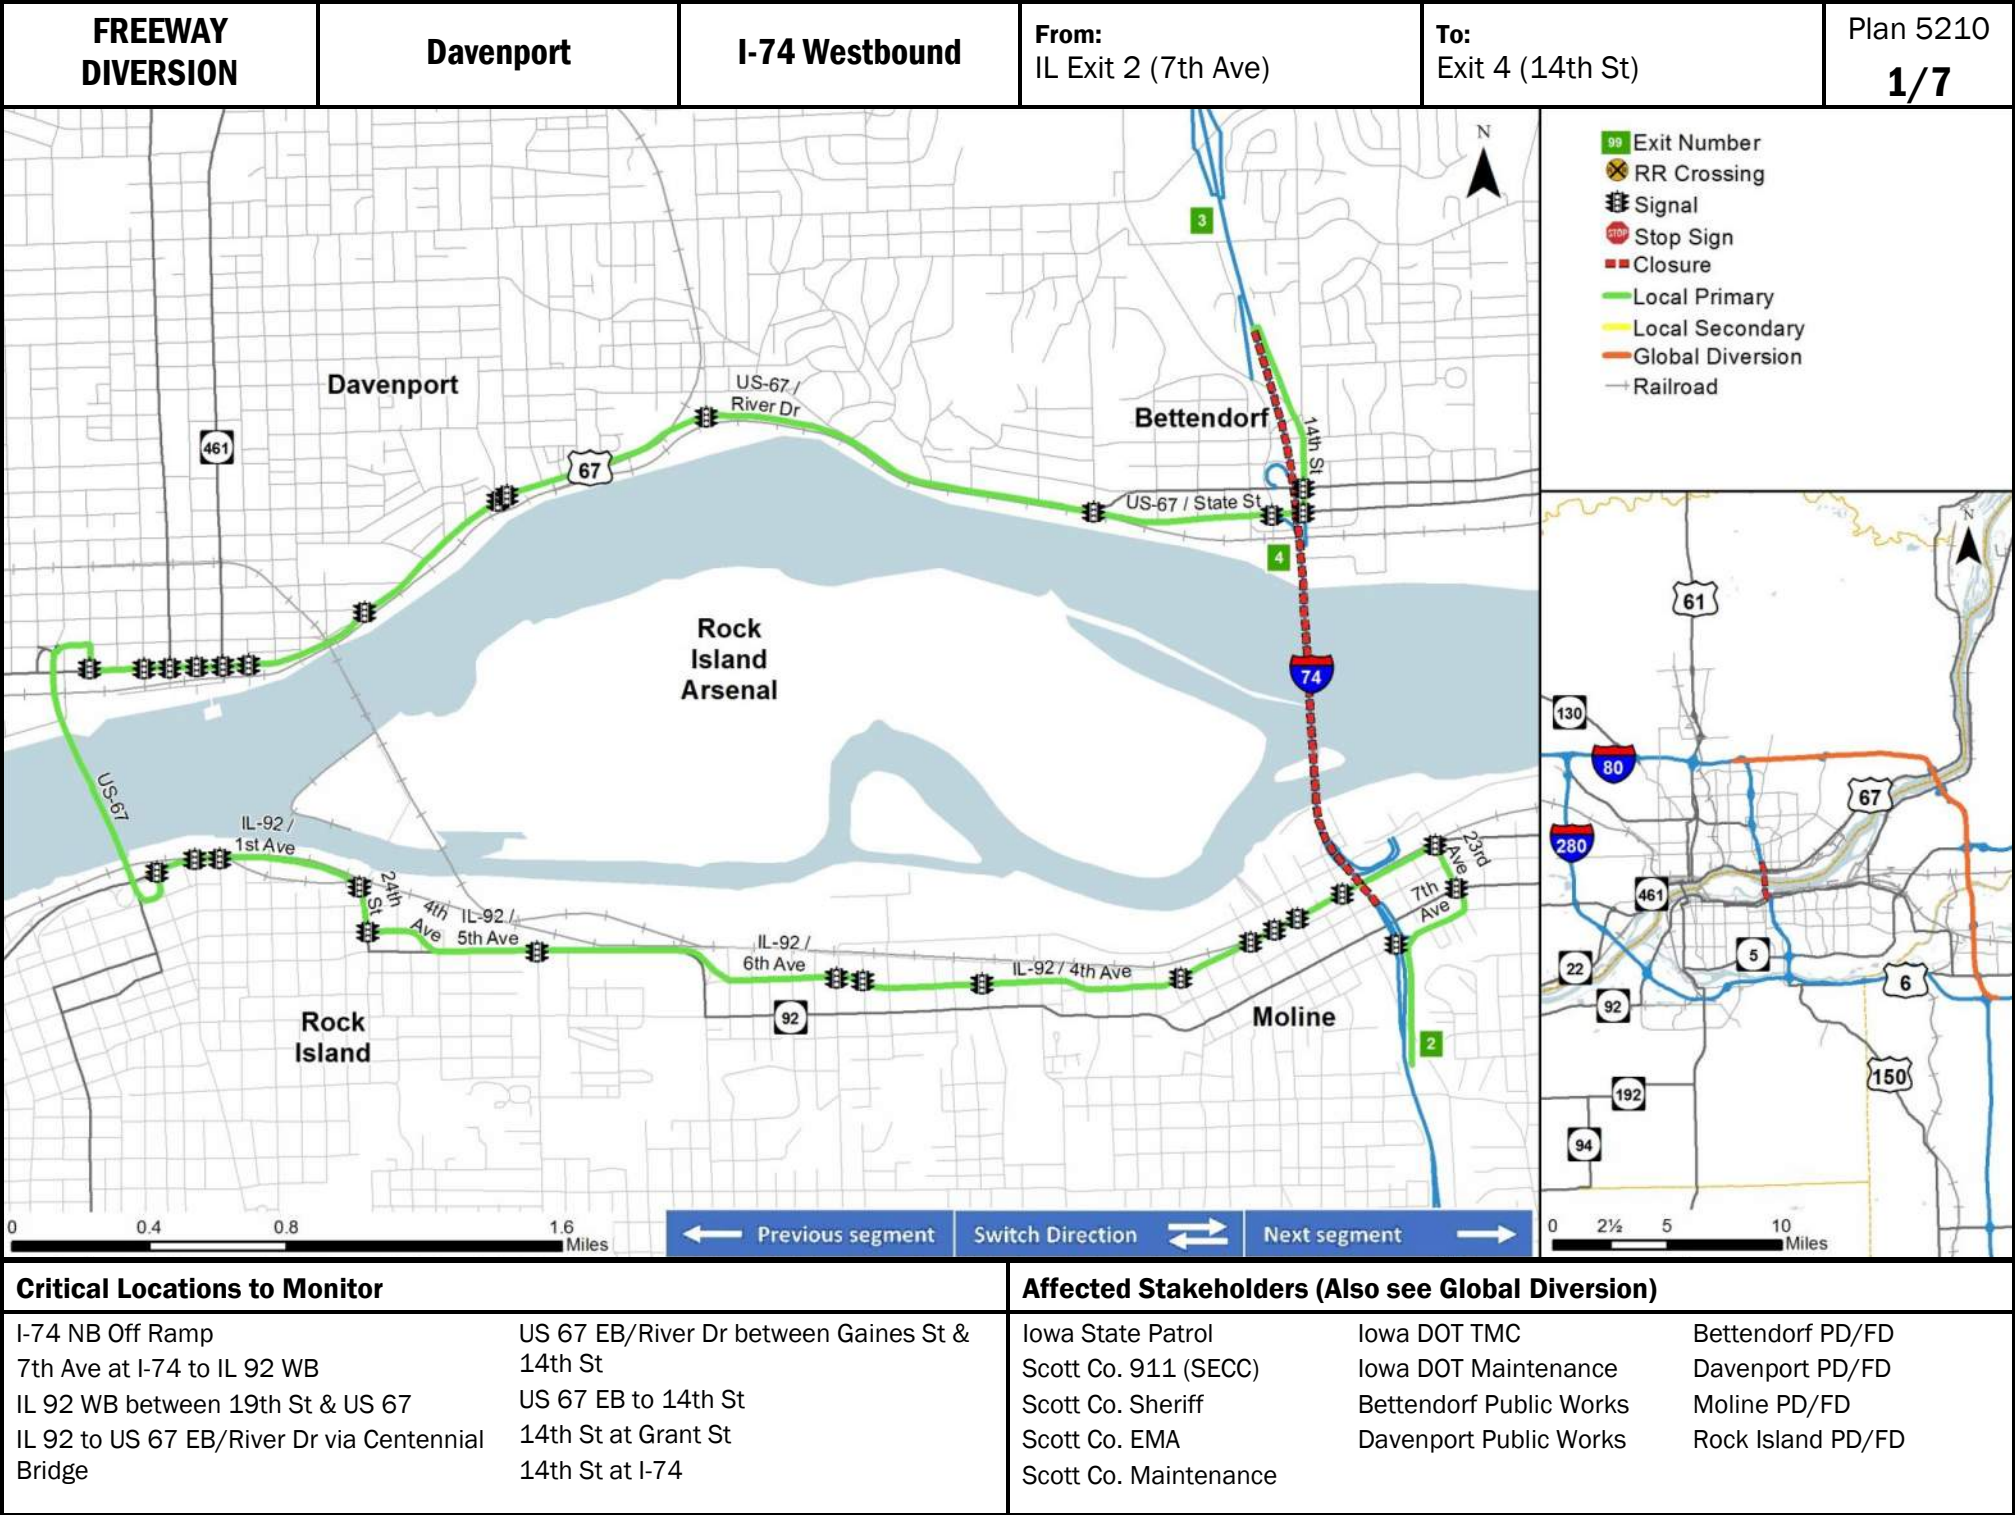 FREEWAY
DIVERSION
Davenport
I-74 Westbound
From:
IL Exit 2 (7th Ave)
To:
Exit 4 (14th St)
Plan 5210
1/7
N
99 Exit Number
RR Crossing
Signal
STOP Stop Sign
Closure
Local Primary
Local Secondary
Global Diversion
Railroad
3
Davenport
US-67 /
River Dr
Bettendorf
14th St
461
67
US-67 / State St
4
Rock
Island
Arsenal
74
US-67
IL-92 /
1st Ave
24th
St
4th
Ave
IL-92 /
5th Ave
IL-92 /
6th Ave
IL-92 / 4th Ave
23rd
Ave
7th
Ave
92
Moline
Rock
Island
2
0 0.4 0.8 1.6
Miles
Previous segment
Switch Direction
Next segment
N
61
130
80
67
280
461
5
22
6
92
150
192
94
0 2½ 5 10
Miles
Critical Locations to Monitor
I-74 NB Off Ramp
7th Ave at I-74 to IL 92 WB
IL 92 WB between 19th St & US 67
IL 92 to US 67 EB/River Dr via Centennial
Bridge
US 67 EB/River Dr between Gaines St &
14th St
US 67 EB to 14th St
14th St at Grant St
14th St at I-74
Affected Stakeholders (Also see Global Diversion)
Iowa State Patrol
Scott Co. 911 (SECC)
Scott Co. Sheriff
Scott Co. EMA
Scott Co. Maintenance
Iowa DOT TMC
Iowa DOT Maintenance
Bettendorf Public Works
Davenport Public Works
Bettendorf PD/FD
Davenport PD/FD
Moline PD/FD
Rock Island PD/FD